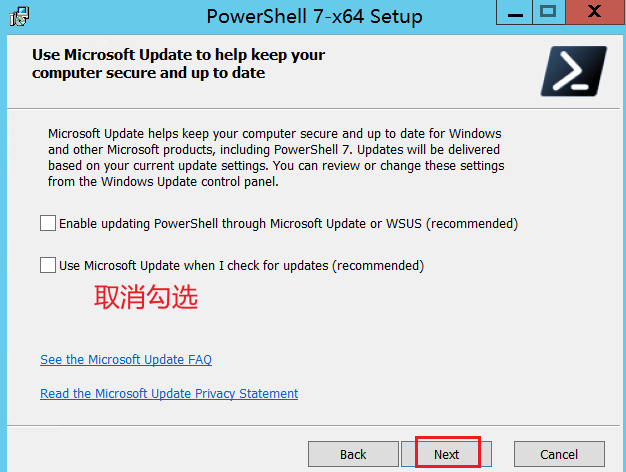 PowerShell 7-x64 Setup
Use Microsoft Update to help keep your
computer secure and up to date
Microsoft Update helps keep your computer secure and up to date for Windows
and other Microsoft products, including PowerShell 7. Updates will be delivered
based on your current update settings. You can review or change these settings
from the Windows Update control panel.
Enable updating PowerShell through Microsoft Update or WSUS (recommended)
Use Microsoft Update when I check for updates (recommended)
取消勾选
See the Microsoft Update FAQ
Read the Microsoft Update Privacy Statement
Back
Next
Cancel